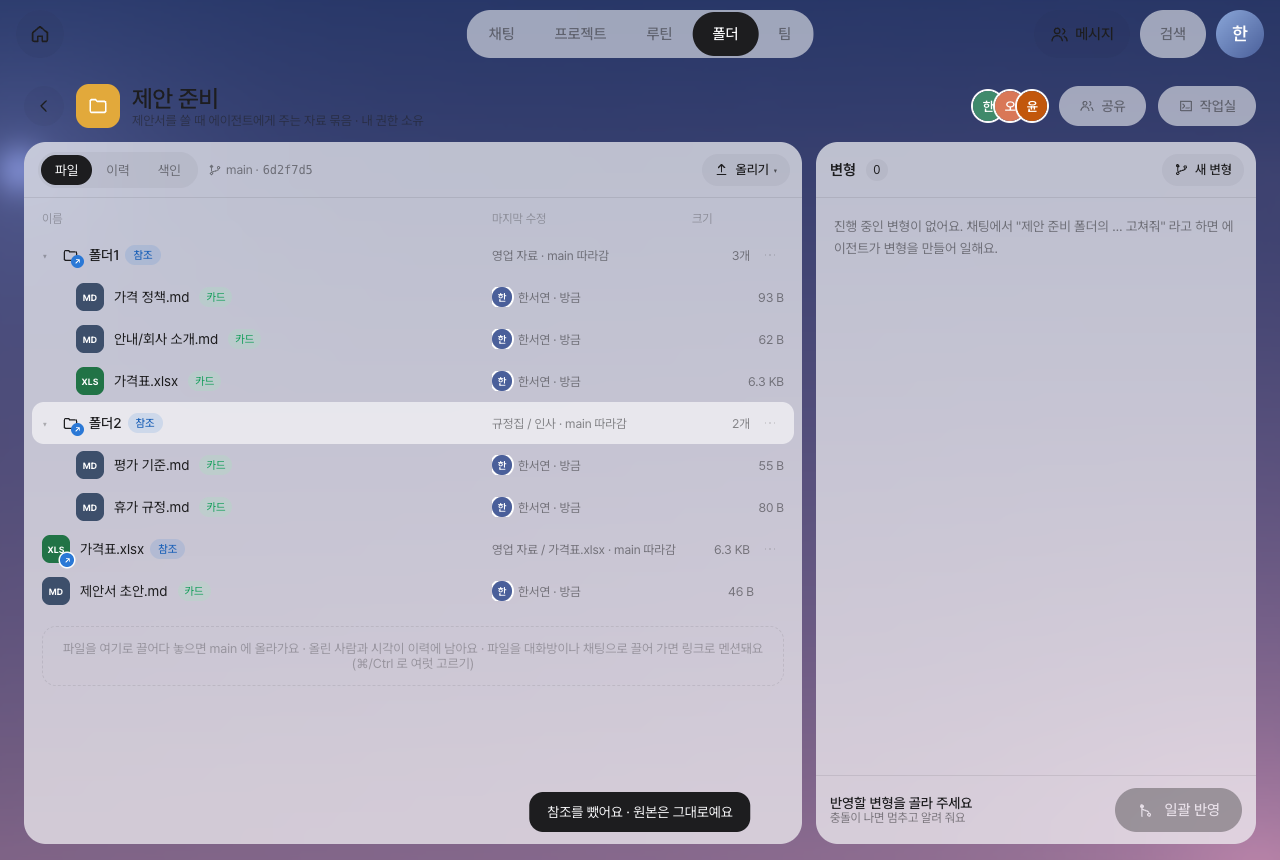 채팅
프로젝트
루틴
폴더
팀
메시지
검색
한
제안 준비
제안서를 쓸 때 에이전트에게 주는 자료 묶음 · 내 권한 소유
한
오
윤
공유
작업실
파일
이력
색인
main · 6d2f7d5
올리기
변형
0
새 변형
이름
마지막 수정
크기
진행 중인 변형이 없어요. 채팅에서 "제안 준비 폴더의 ... 고쳐줘" 라고 하면 에
이전트가 변형을 만들어 일해요.
폴더1 참조 영업 자료 · main 따라감 3개 ···
MD 가격 정책.md 카드 한 한서연 · 방금 93 B
MD 안내/회사 소개.md 카드 한 한서연 · 방금 62 B
XLS 가격표.xlsx 카드 한 한서연 · 방금 6.3 KB
폴더2 참조 규정집 / 인사 · main 따라감 2개 ···
MD 평가 기준.md 카드 한 한서연 · 방금 55 B
MD 휴가 규정.md 카드 한 한서연 · 방금 80 B
XLS 가격표.xlsx 참조 영업 자료 / 가격표.xlsx · main 따라감 6.3 KB ···
MD 제안서 초안.md 카드 한 한서연 · 방금 46 B
파일을 여기로 끌어다 놓으면 main 에 올라가요 · 올린 사람과 시각이 이력에 남아요 · 파일을 대화방이나 채팅으로 끌어 가면 링크로 멘션돼요
(⌘/Ctrl 로 여럿 고르기)
참조를 뺐어요 · 원본은 그대로예요
반영할 변형을 골라 주세요
충돌이 나면 멈추고 알려 줘요
일괄 반영